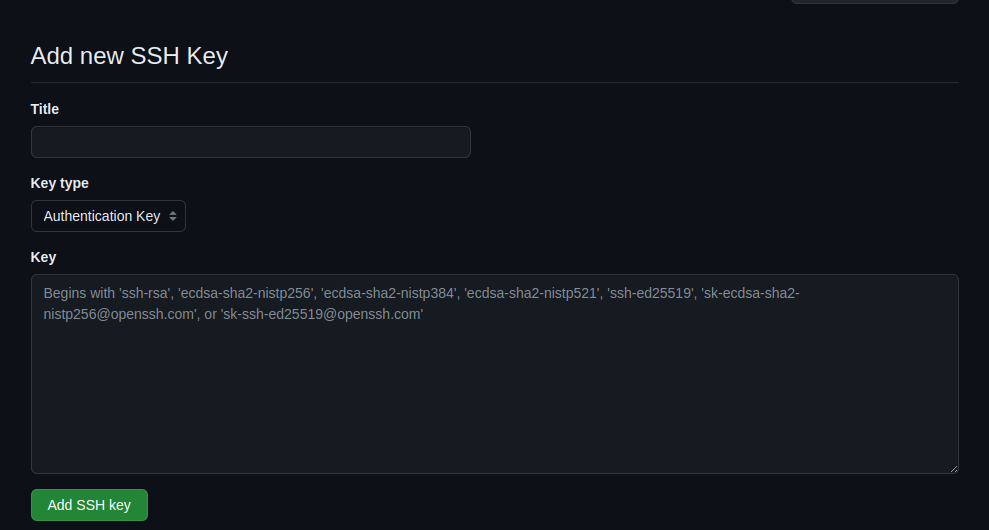 Add new SSH Key
Title
Key type
Authentication Key
Key
Begins with 'ssh-rsa', 'ecdsa-sha2-nistp256', 'ecdsa-sha2-nistp384', 'ecdsa-sha2-nistp521', 'ssh-ed25519', 'sk-ecdsa-sha2-
nistp256@openssh.com', or 'sk-ssh-ed25519@openssh.com'
Add SSH key